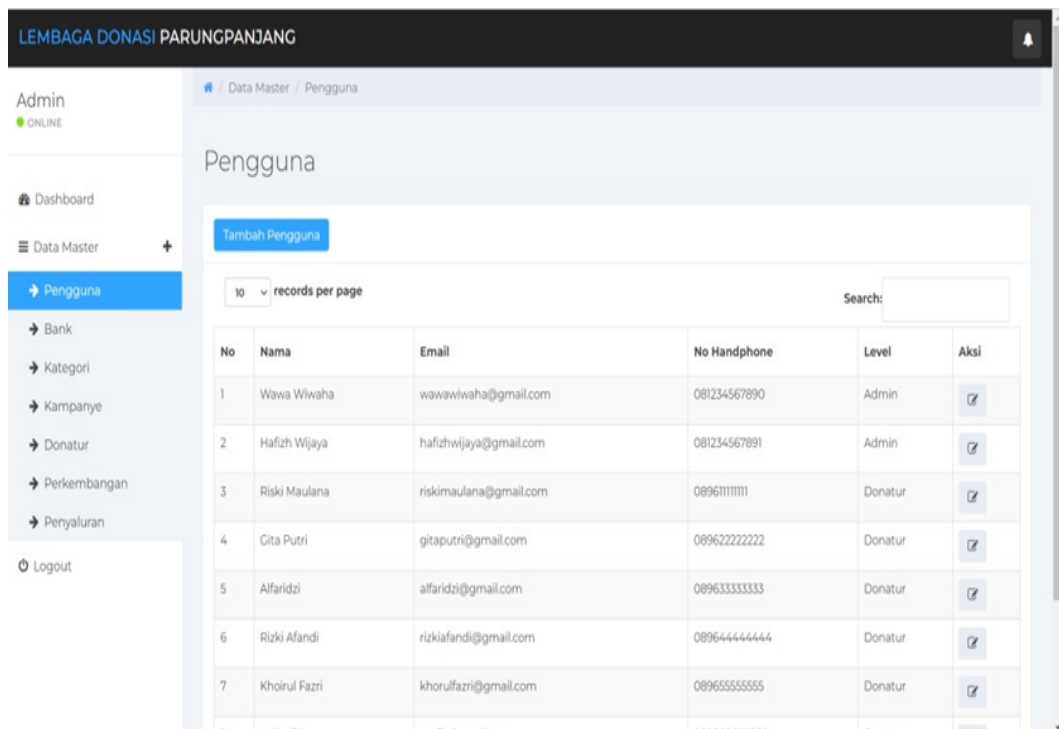 LEMBAGA DONASI PARUNGPANJANG
Admin
ONLINE
Dashboard
Data Master
Pengguna
Bank
Kategori
Kampanye
Donatur
Perkembangan
Penyaluran
Logout
/ Data Master / Pengguna
Pengguna
Tambah Pengguna
10 records per page
Search:
No Nama Email No Handphone Level Aksi
1 Wawa Wiwaha wawawiwaha@gmail.com 081234567890 Admin
2 Hafizh Wijaya hafizhwijaya@gmail.com 081234567891 Admin
3 Riski Maulana riskimaulana@gmail.com 089611111111 Donatur
4 Gita Putri gitaputri@gmail.com 089622222222 Donatur
5 Alfaridzi alfaridzi@gmail.com 089633333333 Donatur
6 Rizki Afandi rizkiafandi@gmail.com 089644444444 Donatur
7 Khoirul Fazri khorulfazri@gmail.com 089655555555 Donatur